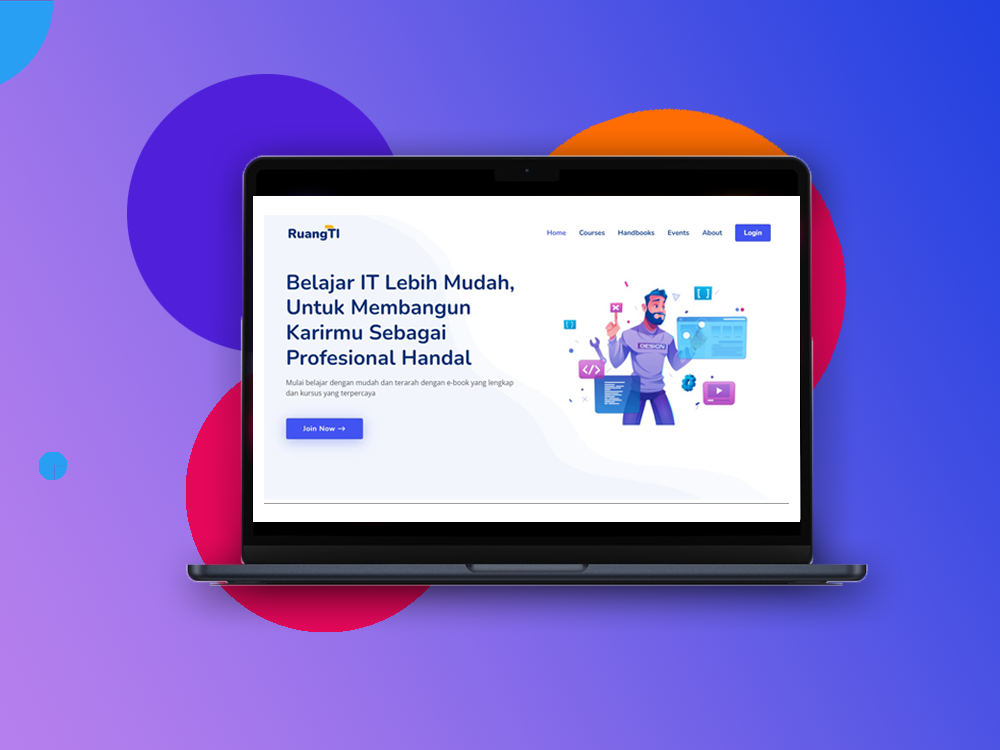 RuangTI
Home Courses Handbooks Events About Login
Belajar IT Lebih Mudah,
Untuk Membangun
Karirmu Sebagai
Profesional Handal
Mulai belajar dengan mudah dan terarah dengan e-book yang lengkap
dan kursus yang terpercaya
Join Now →
[ ]
[ ]
DESIGN
</>